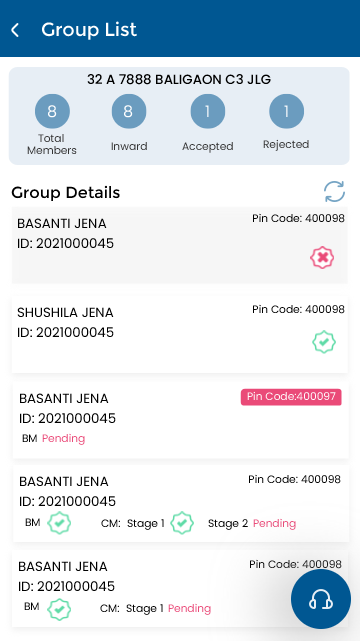 Group List
32 A 7888 BALIGAON C3 JLG
8 8 1 1
Total Members Inward Accepted Rejected
Group Details
BASANTI JENA Pin Code: 400098
ID: 2021000045
SHUSHILA JENA Pin Code: 400098
ID: 2021000045
BASANTI JENA Pin Code:400097
ID: 2021000045
BM Pending
BASANTI JENA Pin Code: 400098
ID: 2021000045
BM CM: Stage 1 Stage 2 Pending
BASANTI JENA Pin Code: 400098
ID: 2021000045
BM CM: Stage 1 Pending